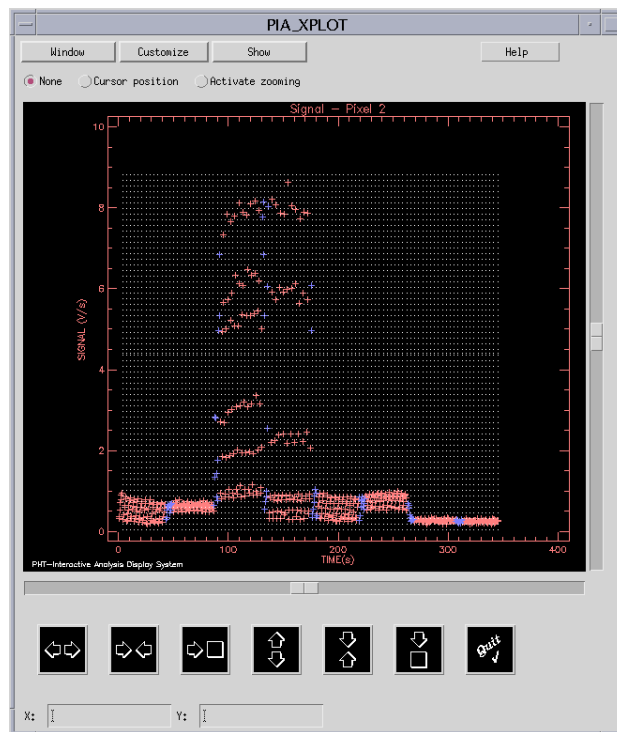 PIA_XPLOT
Window Customize Show Help
None Cursor position Activate zooming
Signal – Pixel 2
10
8
6
4
2
0
SIGNAL (V/s)
0 100 200 300 400
TIME(s)
PHT–Interactive Analysis Display System
quit
X: Y: